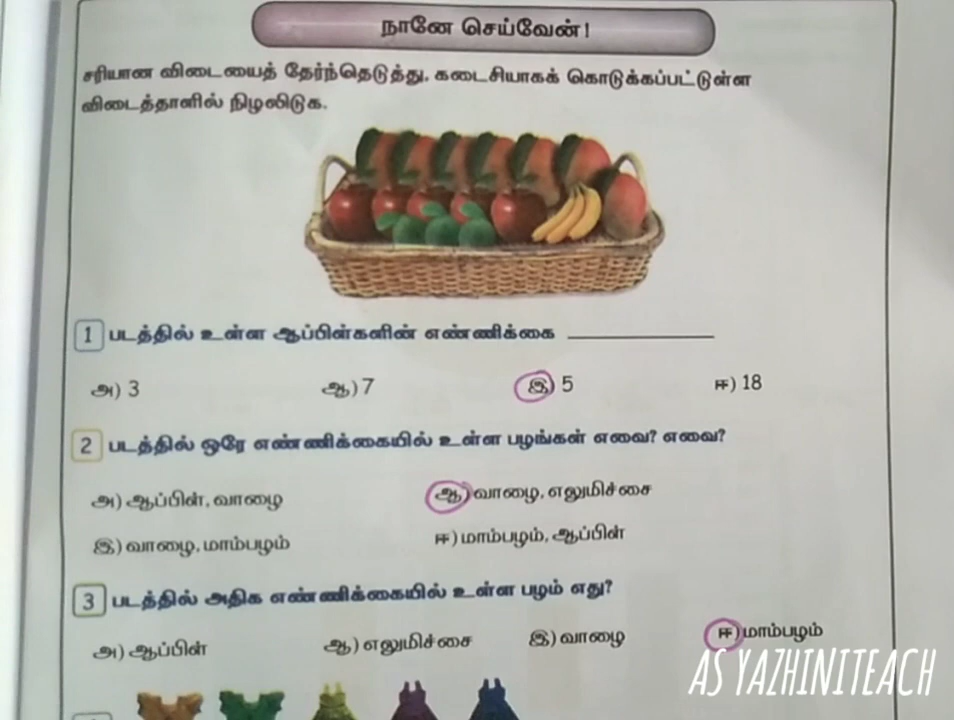 நானே செய்வேன்!
சரியான விடையைத் தேர்ந்தெடுத்து, கடைசியாகக் கொடுக்கப்பட்டுள்ள
விடைத்தாளில் நிழலிடுக.
1 படத்தில் உள்ள ஆப்பிள்களின் எண்ணிக்கை ____________
அ) 3 ஆ) 7 இ) 5 ஈ) 18
2 படத்தில் ஒரே எண்ணிக்கையில் உள்ள பழங்கள் எவை? எவை?
அ) ஆப்பிள், வாழை ஆ) வாழை, எலுமிச்சை
இ) வாழை, மாம்பழம் ஈ) மாம்பழம், ஆப்பிள்
3 படத்தில் அதிக எண்ணிக்கையில் உள்ள பழம் எது?
அ) ஆப்பிள் ஆ) எலுமிச்சை இ) வாழை ஈ) மாம்பழம்
AS YAZHINITEACH